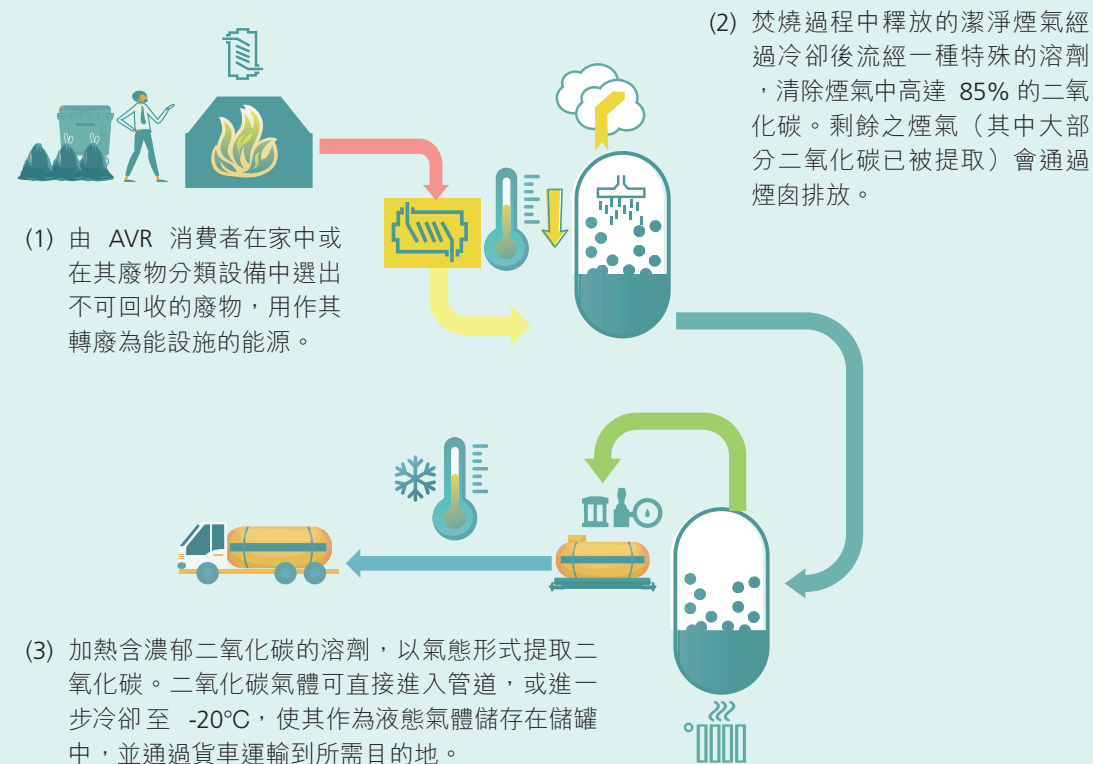 (2) 焚燒過程中釋放的潔淨煙氣經
過冷卻後流經一種特殊的溶劑
，清除煙氣中高達 85% 的二氧
化碳。剩餘之煙氣（其中大部
分二氧化碳已被提取）會通過
煙囱排放。
(1) 由 AVR 消費者在家中或
在其廢物分類設備中選出
不可回收的廢物，用作其
轉廢為能設施的能源。
(3) 加熱含濃郁二氧化碳的溶劑，以氣態形式提取二
氧化碳。二氧化碳氣體可直接進入管道，或進一
步冷卻至 -20°C，使其作為液態氣體儲存在儲罐
中，並通過貨車運輸到所需目的地。